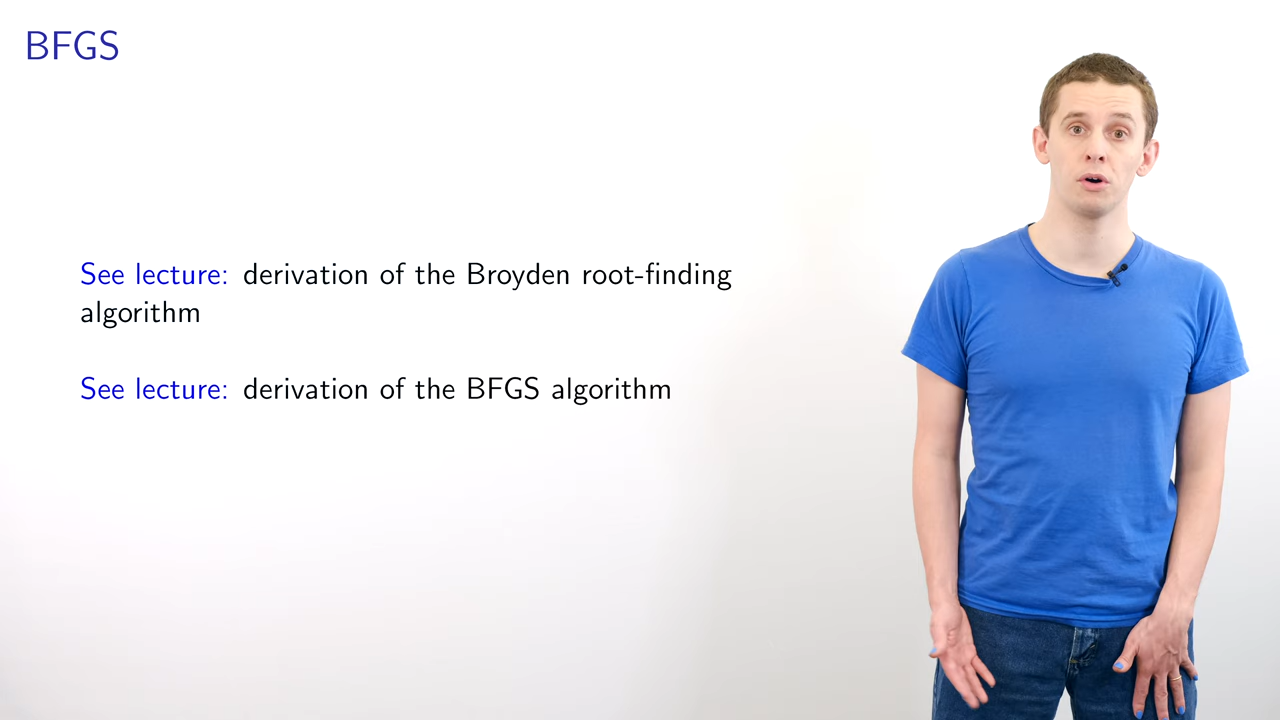 BFGS
See lecture: derivation of the Broyden root-finding
algorithm
See lecture: derivation of the BFGS algorithm